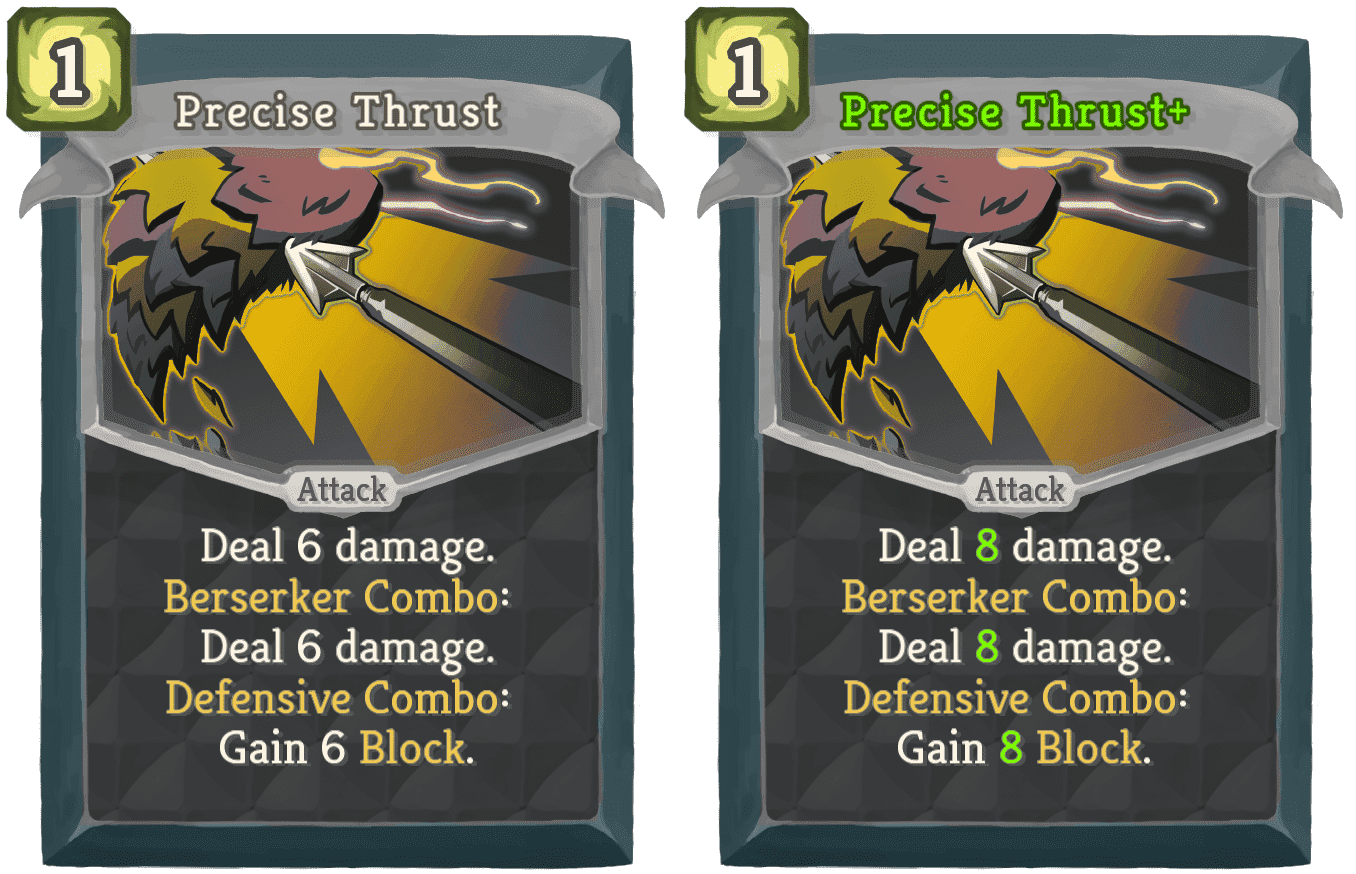 1
Precise Thrust
Attack
Deal 6 damage.
Berserker Combo:
Deal 6 damage.
Defensive Combo:
Gain 6 Block.
1
Precise Thrust+
Attack
Deal 8 damage.
Berserker Combo:
Deal 8 damage.
Defensive Combo:
Gain 8 Block.